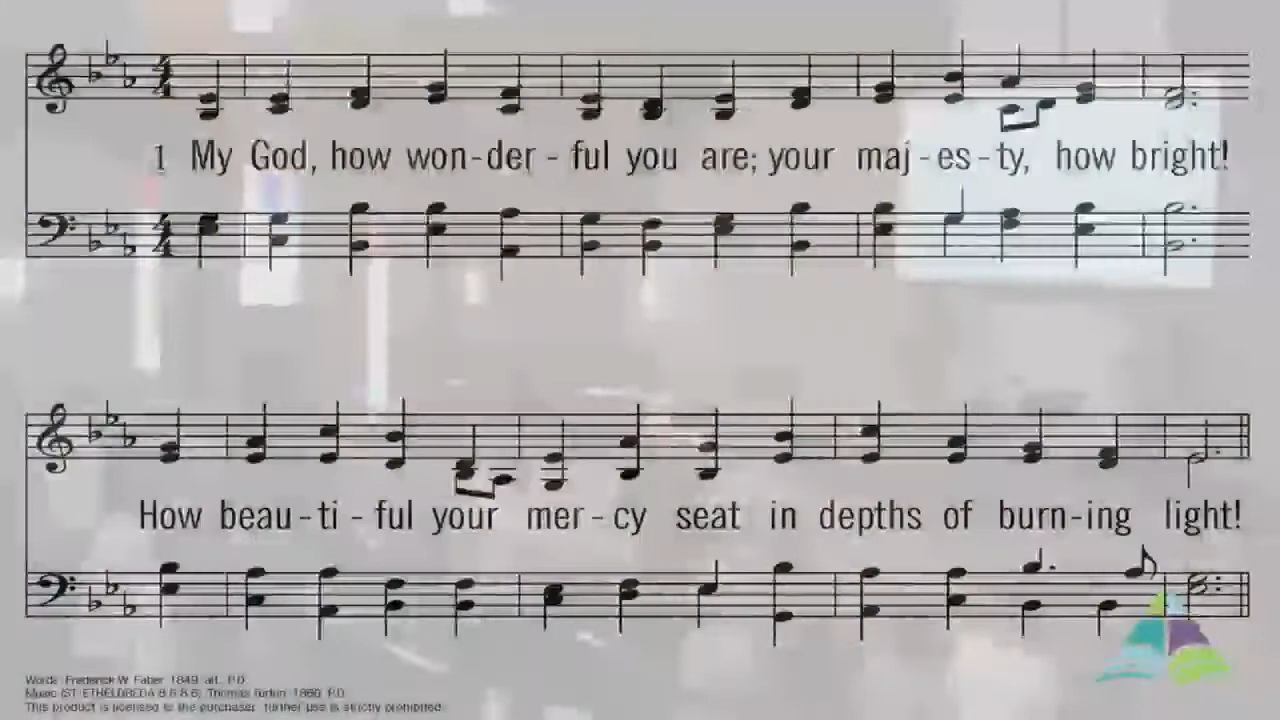 1 My God, how won-der-ful you are; your maj-es-ty, how bright!
How beau-ti-ful your mer-cy seat in depths of burn-ing light!
Words: Frederick W. Faber, 1849, alt., P.D.
Music (ST. ETHELDREDA 8.6.8.6): Thomas Turton, 1860, P.D.
This product is licensed to the purchaser; further use is strictly prohibited.